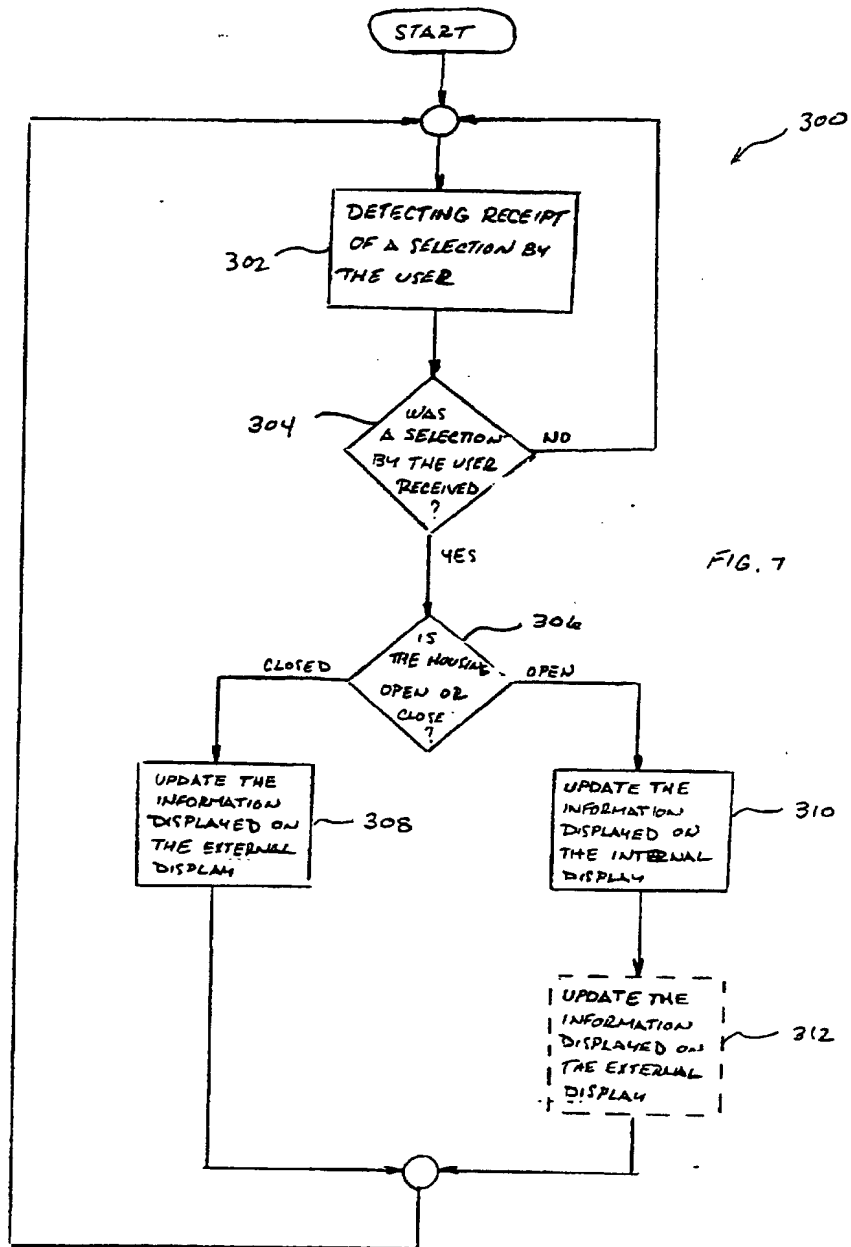 START
300
DETECTING RECEIPT
OF A SELECTION BY
THE USER
302
304
WAS
A SELECTION
BY THE USER
RECEIVED
?
NO
YES
FIG. 7
306
IS
THE HOUSING
OPEN OR
CLOSE
?
CLOSED
OPEN
UPDATE THE
INFORMATION
DISPLAYED ON
THE EXTERNAL
DISPLAY
308
UPDATE THE
INFORMATION
DISPLAYED ON
THE INTERNAL
DISPLAY
310
UPDATE THE
INFORMATION
DISPLAYED ON
THE EXTERNAL
DISPLAY
312